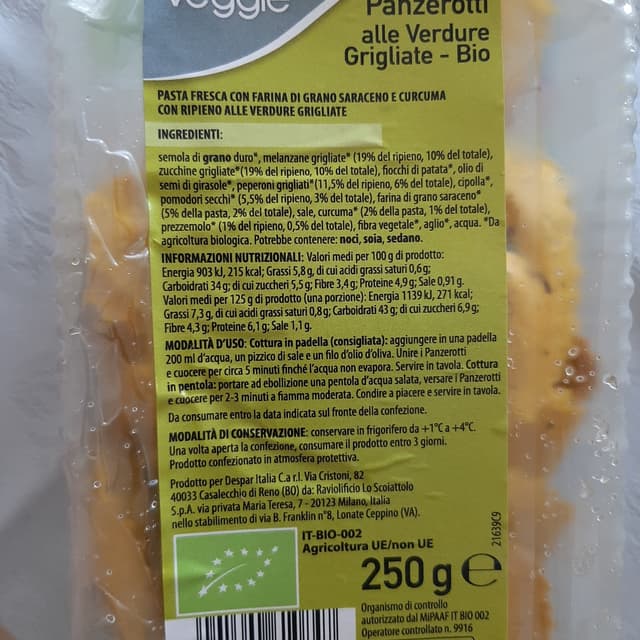 veggie
Panzerotti
alle Verdure
Grigliate - Bio
PASTA FRESCA CON FARINA DI GRANO SARACENO E CURCUMA
CON RIPIENO ALLE VERDURE GRIGLIATE
INGREDIENTI:
semola di grano duro*, melanzane grigliate* (19% del ripieno, 10% del totale),
zucchine grigliate*(19% del ripieno, 10% del totale), fiocchi di patata*, olio di
semi di girasole*, peperoni grigliati*(11,5% del ripieno, 6% del totale), cipolla*,
pomodori secchi* (5,5% del ripieno, 3% del totale), farina di grano saraceno*
(5% della pasta, 2% del totale), sale, curcuma* (2% della pasta, 1% del totale),
prezzemolo* (1% del ripieno, 0,5% del totale), fibra vegetale*, aglio*, acqua. *Da
agricoltura biologica. Potrebbe contenere: noci, soia, sedano.
INFORMAZIONI NUTRIZIONALI: Valori medi per 100 g di prodotto:
Energia 903 kJ, 215 kcal; Grassi 5,8 g, di cui acidi grassi saturi 0,6 g;
Carboidrati 34 g; di cui zuccheri 5,5 g; Fibre 3,4 g; Proteine 4,9 g; Sale 0,91 g.
Valori medi per 125 g di prodotto (una porzione): Energia 1139 kJ, 271 kcal;
Grassi 7,3 g, di cui acidi grassi saturi 0,8 g; Carboidrati 43 g; di cui zuccheri 6,9 g;
Fibre 4,3 g; Proteine 6,1 g; Sale 1,1 g.
MODALITÀ D'USO: Cottura in padella (consigliata): aggiungere in una padella
200 ml d'acqua, un pizzico di sale e un filo d'olio d'oliva. Unire i Panzerotti
e cuocere per circa 5 minuti finché l'acqua non evapora. Servire in tavola. Cottura
in pentola: portare ad ebollizione una pentola d'acqua salata, versare i Panzerotti
e cuocere per 2-3 minuti a fiamma moderata. Condire a piacere e servire in tavola.
Da consumare entro la data indicata sul fronte della confezione.
MODALITÀ DI CONSERVAZIONE: conservare in frigorifero da +1°C a +4°C.
Una volta aperta la confezione, consumare il prodotto entro 3 giorni.
Prodotto confezionato in atmosfera protettiva.
Prodotto per Despar Italia C.a r.l. Via Cristoni, 82
40033 Casalecchio di Reno (BO) da: Raviolificio Lo Scoiattolo
S.p.A. via privata Maria Teresa, 7 - 20123 Milano, Italia
nello stabilimento di via B. Franklin n°8, Lonate Ceppino (VA).
21639C9
IT-BIO-002
Agricoltura UE/non UE
250 g e
Organismo di controllo
autorizzato dal MiPAAF IT BIO 002
Operatore controllato n. 9916